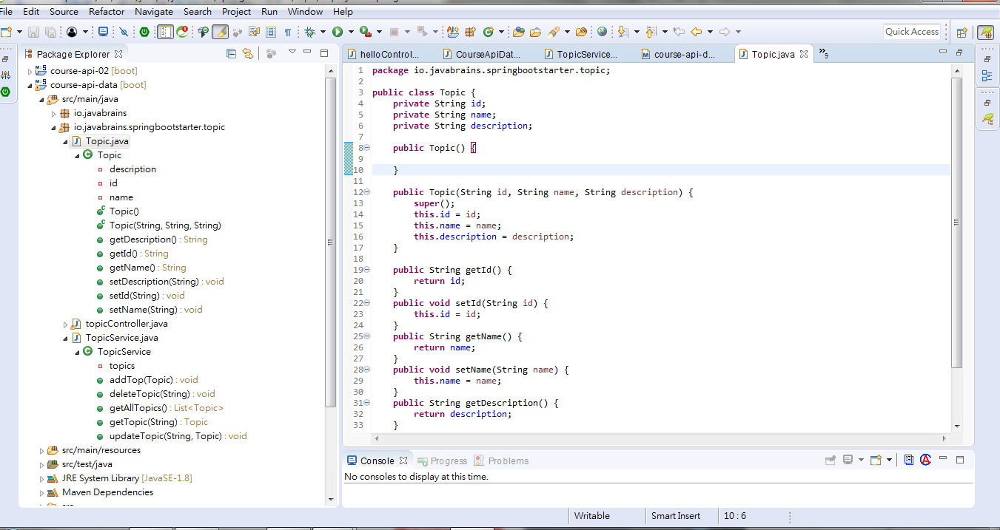 File Edit Source Refactor Navigate Search Project Run Window Help
Quick Access
Package Explorer
course-api-02 [boot]
course-api-data [boot]
src/main/java
io.javabrains
io.javabrains.springbootstarter.topic
Topic.java
Topic
description
id
name
Topic()
Topic(String, String, String)
getDescription() : String
getId() : String
getName() : String
setDescription(String) : void
setId(String) : void
setName(String) : void
topicController.java
TopicService.java
TopicService
topics
addTop(Topic) : void
deleteTopic(String) : void
getAllTopics() : List<Topic>
getTopic(String) : Topic
updateTopic(String, Topic) : void
src/main/resources
src/test/java
JRE System Library [JavaSE-1.8]
Maven Dependencies
helloControl... CourseApiDat... TopicService... course-api-d... Topic.java »9
1 package io.javabrains.springbootstarter.topic;
2
3 public class Topic {
4 private String id;
5 private String name;
6 private String description;
7
8 public Topic() {
9
10 }
11
12 public Topic(String id, String name, String description) {
13 super();
14 this.id = id;
15 this.name = name;
16 this.description = description;
17 }
18
19 public String getId() {
20 return id;
21 }
22 public void setId(String id) {
23 this.id = id;
24 }
25 public String getName() {
26 return name;
27 }
28 public void setName(String name) {
29 this.name = name;
30 }
31 public String getDescription() {
32 return description;
33 }
Console Progress Problems
No consoles to display at this time.
Writable Smart Insert 10 : 6